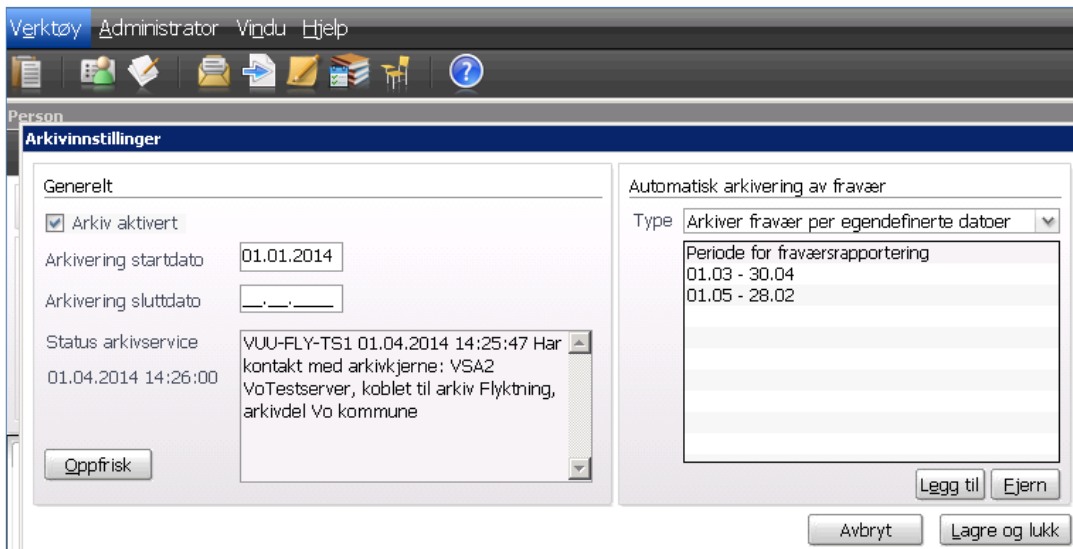 Verktøy Administrator Vindu Hjelp
Person
Arkivinnstillinger
Generelt
Arkiv aktivert
Arkivering startdato 01.01.2014
Arkivering sluttdato __.__.____
Status arkivservice
01.04.2014 14:26:00
VUU-FLY-TS1 01.04.2014 14:25:47 Har
kontakt med arkivkjerne: VSA2
VoTestserver, koblet til arkiv Flyktning,
arkivdel Vo kommune
Oppfrisk
Automatisk arkivering av fravær
Type Arkiver fravær per egendefinerte datoer
Periode for fraværsrapportering
01.03 - 30.04
01.05 - 28.02
Legg til Fjern
Avbryt Lagre og lukk